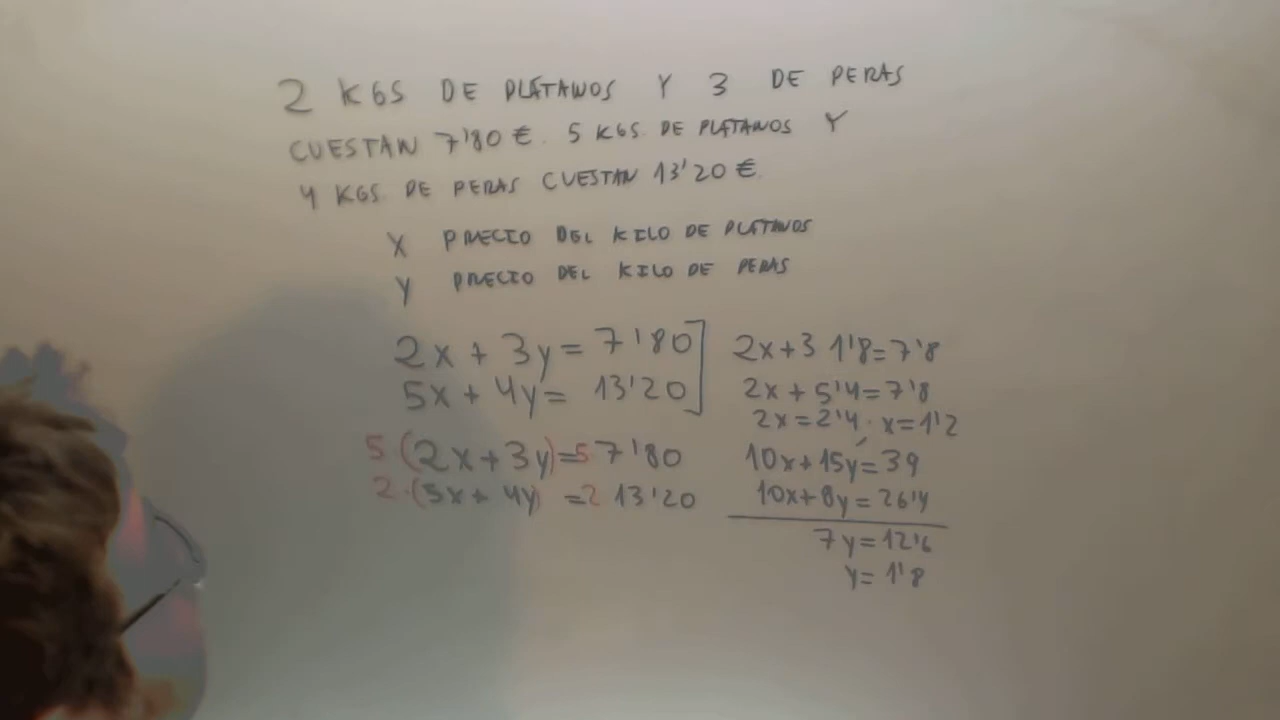 2 KGS DE PLÁTANOS Y 3 DE PERAS
CUESTAN 7'80 €. 5 KGS. DE PLATANOS Y
4 KGS. DE PERAS CUESTAN 13'20 €.
X PRECIO DEL KILO DE PLATANOS
Y PRECIO DEL KILO DE PERAS
2x + 3y = 7'80
5x + 4y = 13'20
5 (2x + 3y) = 5 7'80
2·(5x + 4y) = 2 13'20
2x + 3 1'8 = 7'8
2x + 5'4 = 7'8
2x = 2'4 · x = 1'2
10x + 15y = 39
10x + 8y = 26'4
7y = 12'6
y = 1'8